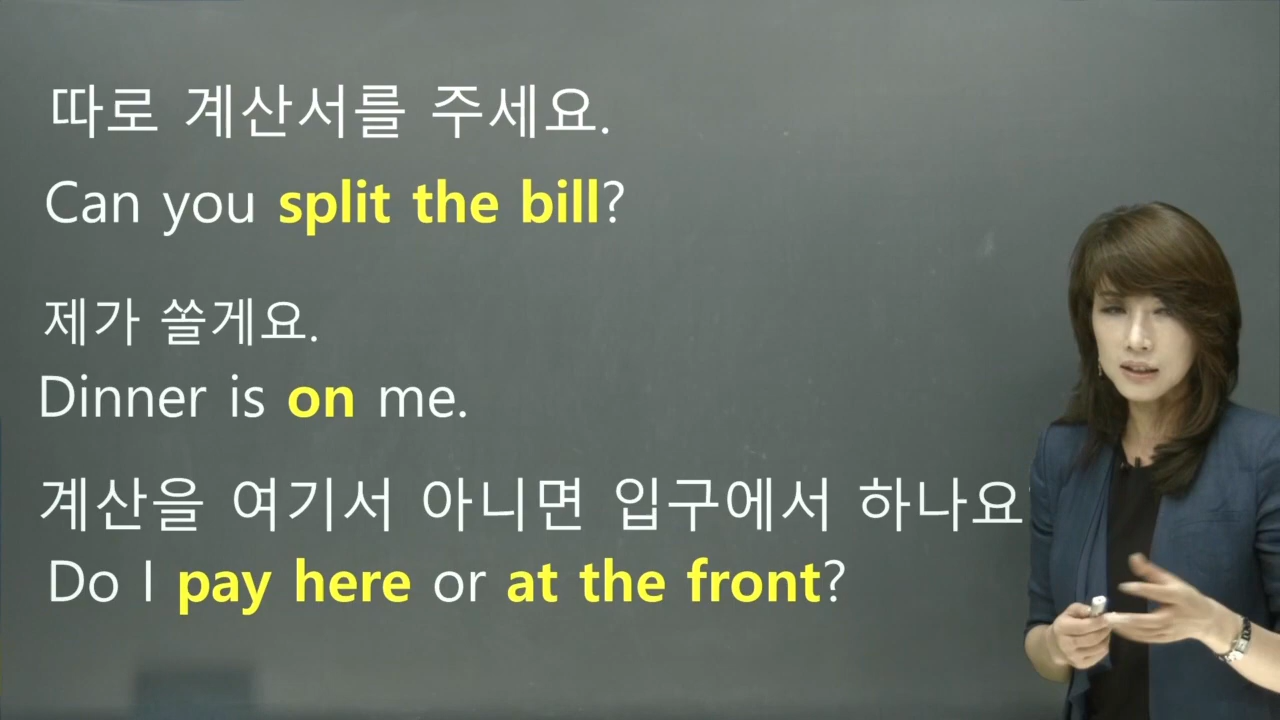 따로 계산서를 주세요.
Can you split the bill?
제가 쏠게요.
Dinner is on me.
계산을 여기서 아니면 입구에서 하나요
Do I pay here or at the front?